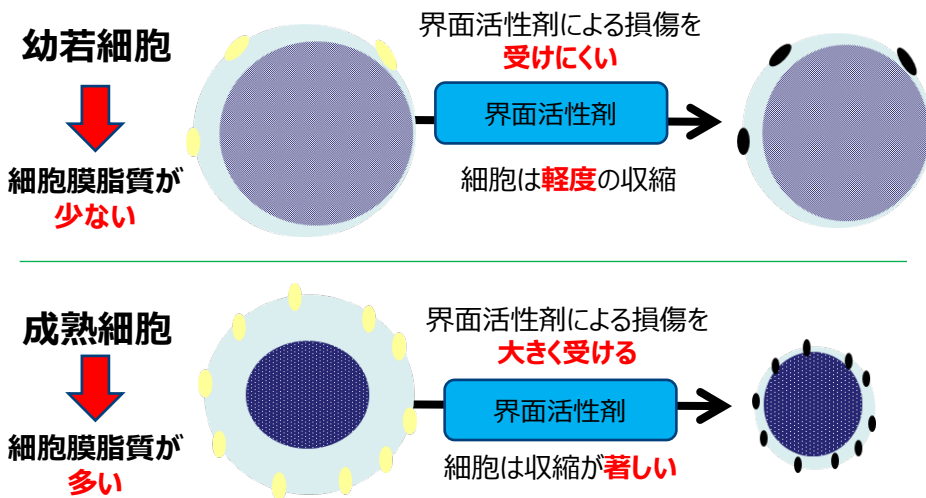 幼若細胞
細胞膜脂質が
少ない
界面活性剤による損傷を
受けにくい
界面活性剤
細胞は軽度の収縮
成熟細胞
細胞膜脂質が
多い
界面活性剤による損傷を
大きく受ける
界面活性剤
細胞は収縮が著しい